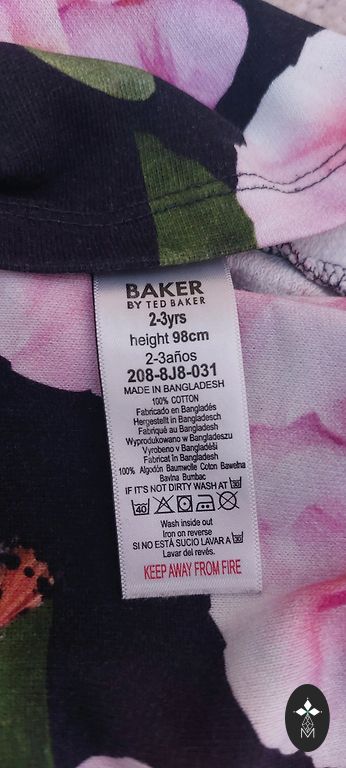 BAKER
BY TED BAKER
2-3yrs
height 98cm
2-3años
208-8J8-031
MADE IN BANGLADESH
100% COTTON
Fabricado en Bangladés
Hergestellt in Bangladesch
Fabriqué au Bangladesh
Wyprodukowano w Bangladeszu
Vyrobeno v Bangladéši
Fabricat în Bangladesh
100% Algodón Baumwolle Coton Bawełna
Bavlna Bumbac
IF IT'S NOT DIRTY WASH AT 30
40
Wash inside out
Iron on reverse
SI NO ESTÁ SUCIO LAVAR A 30
Lavar del revés.
KEEP AWAY FROM FIRE
M